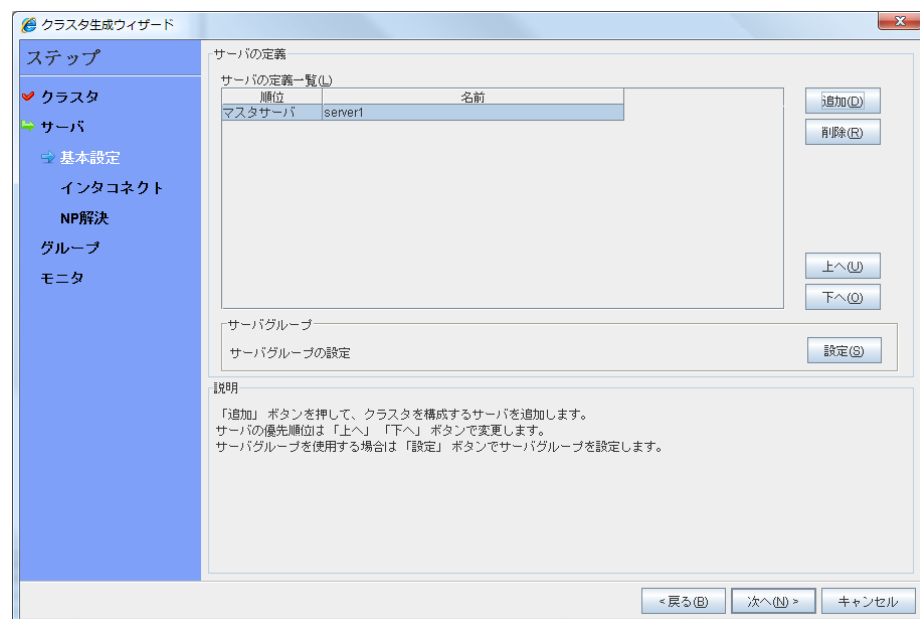 クラスタ生成ウィザード
ステップ
クラスタ
サーバ
基本設定
インタコネクト
NP解決
グループ
モニタ
サーバの定義
サーバの定義一覧(L)
順位 名前
マスタサーバ server1
追加(D)
削除(R)
上へ(U)
下へ(O)
サーバグループ
サーバグループの設定
設定(S)
説明
「追加」 ボタンを押して、クラスタを構成するサーバを追加します。
サーバの優先順位は「上へ」 「下へ」 ボタンで変更します。
サーバグループを使用する場合は 「設定」 ボタンでサーバグループを設定します。
<戻る(B)
次へ(N) >
キャンセル